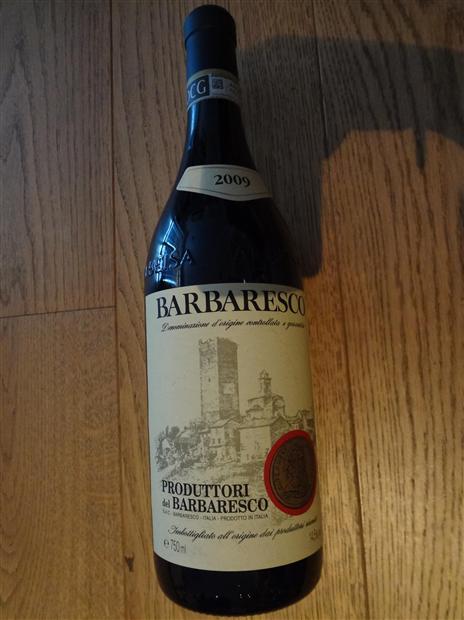 CG
2009
BARBARESCO
Denominazione d'origine controllata e garantita
PRODUTTORI
del BARBARESCO
S.A.C. - BARBARESCO - ITALIA - PRODOTTO IN ITALIA
Imbottigliato all'origine dai produttori riuniti
e 750 ml